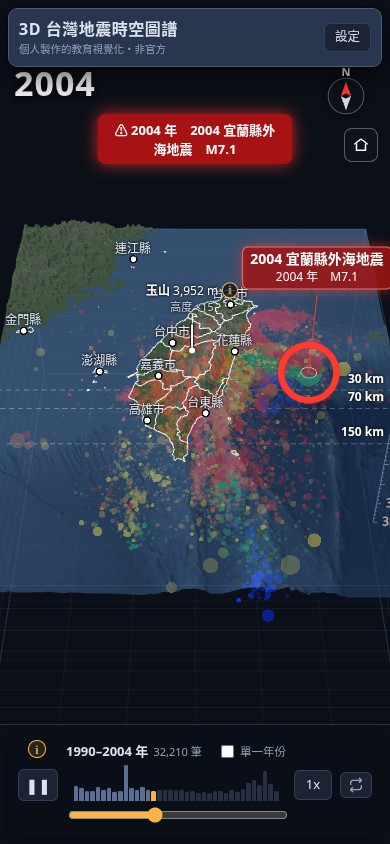 3D 台灣地震時空圖譜
個人製作的教育視覺化・非官方
設定
2004
N
⚠ 2004 年 2004 宜蘭縣外
海地震 M7.1
2004 宜蘭縣外海地震
2004 年 M7.1
連江縣
玉山 3,952 m
高度
金門縣
台中市
花蓮縣
澎湖縣
嘉義市
30 km
70 km
高雄市
台東縣
150 km
1990–2004 年 32,210 筆
單一年份
1x